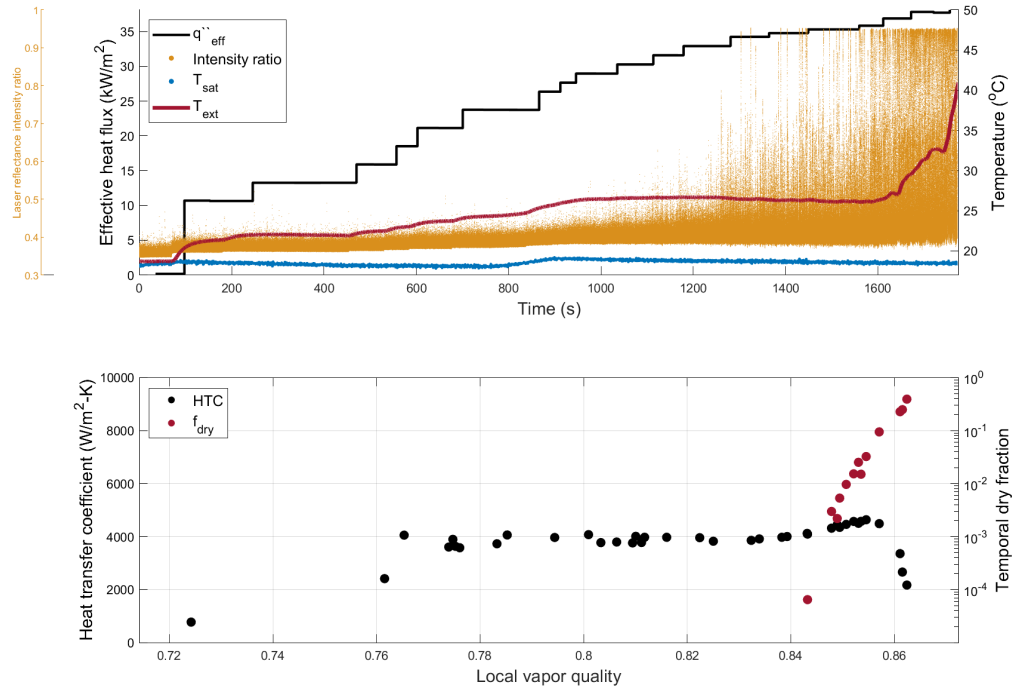 Laser reflectance intensity ratio
1
0.9
0.8
0.7
0.6
0.5
0.4
0.3
Effective heat flux (kW/m²)
35
30
25
20
15
10
5
0
q``eff
Intensity ratio
Tsat
Text
50
45
40
35
30
25
20
Temperature (°C)
0 200 400 600 800 1000 1200 1400 1600
Time (s)
Heat transfer coefficient (W/m²-K)
10000
8000
6000
4000
2000
0
HTC
fdry
10⁰
10⁻¹
10⁻²
10⁻³
10⁻⁴
Temporal dry fraction
0.72 0.74 0.76 0.78 0.8 0.82 0.84 0.86
Local vapor quality